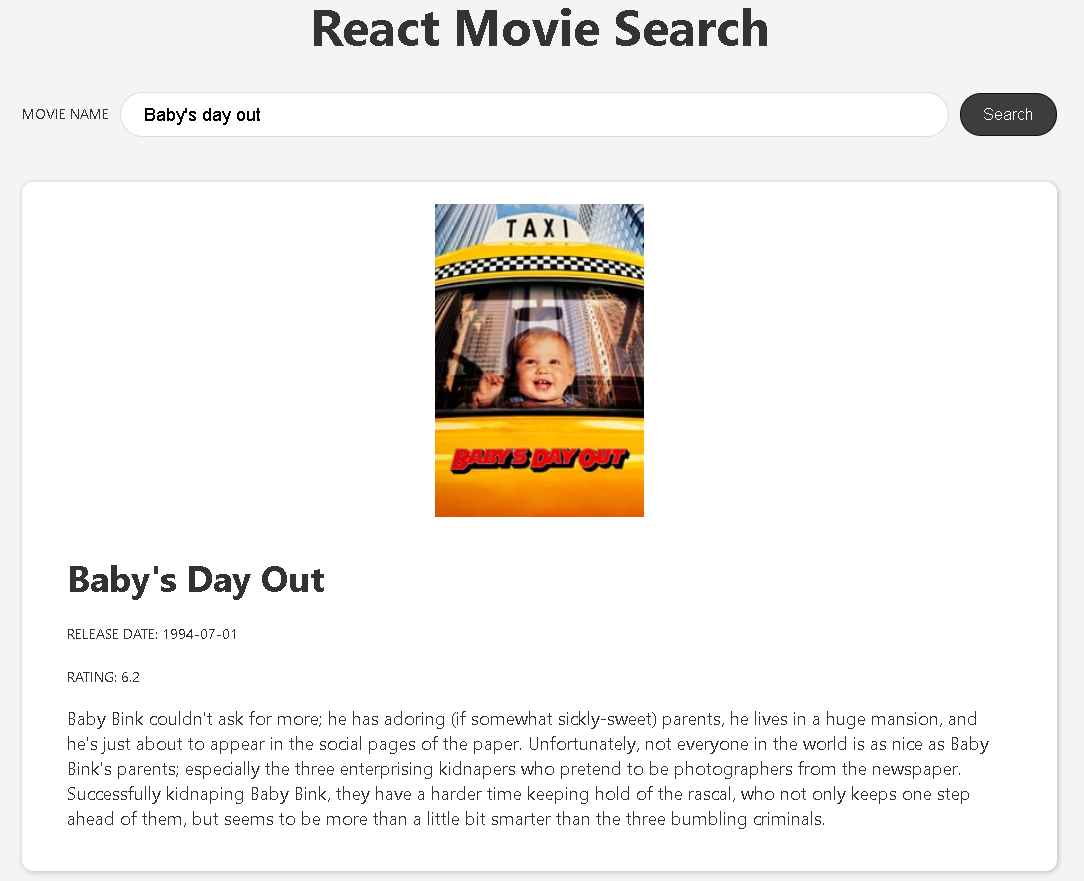 React Movie Search
MOVIE NAME Baby's day out Search
TAXI
BABY'S DAY OUT
Baby's Day Out
RELEASE DATE: 1994-07-01
RATING: 6.2
Baby Bink couldn't ask for more; he has adoring (if somewhat sickly-sweet) parents, he lives in a huge mansion, and
he's just about to appear in the social pages of the paper. Unfortunately, not everyone in the world is as nice as Baby
Bink's parents; especially the three enterprising kidnapers who pretend to be photographers from the newspaper.
Successfully kidnaping Baby Bink, they have a harder time keeping hold of the rascal, who not only keeps one step
ahead of them, but seems to be more than a little bit smarter than the three bumbling criminals.